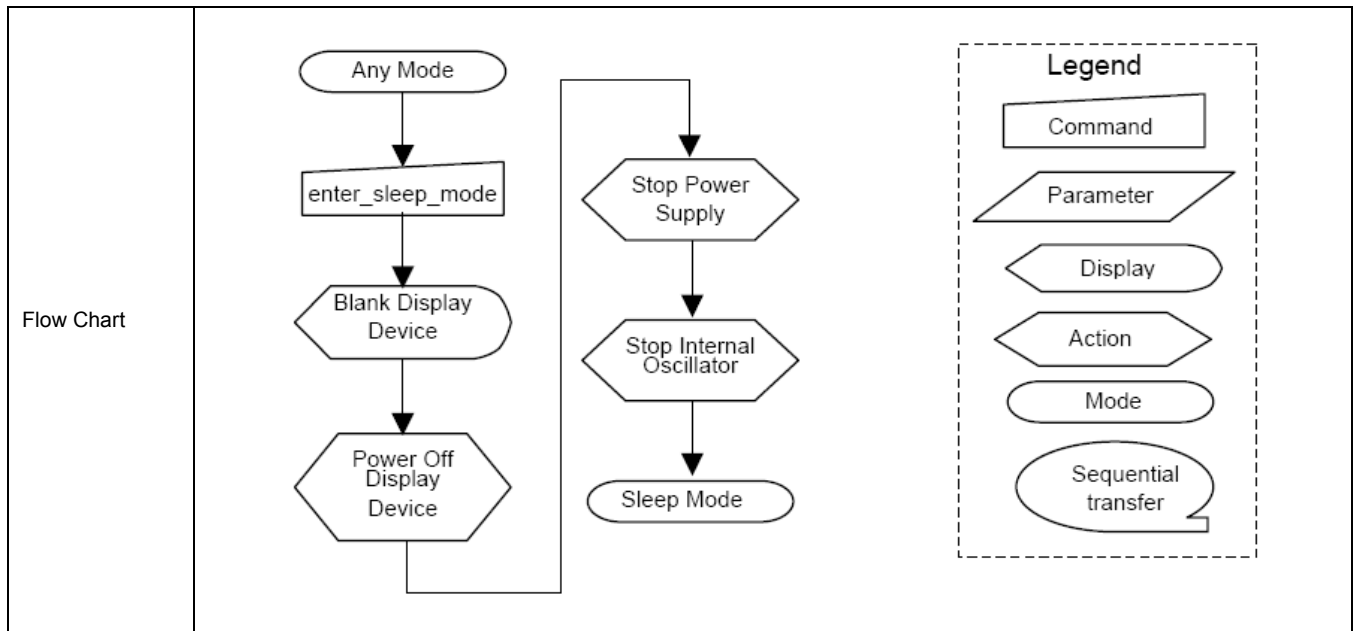 Flow Chart
Any Mode
enter_sleep_mode
Blank Display
Device
Power Off
Display
Device
Stop Power
Supply
Stop Internal
Oscillator
Sleep Mode
Legend
Command
Parameter
Display
Action
Mode
Sequential
transfer